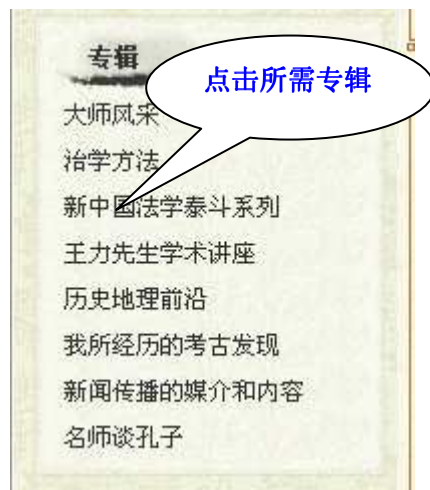 专辑
点击所需专辑
大师风采
治学方法
新中国法学泰斗系列
王力先生学术讲座
历史地理前沿
我所经历的考古发现
新闻传播的媒介和内容
名师谈孔子